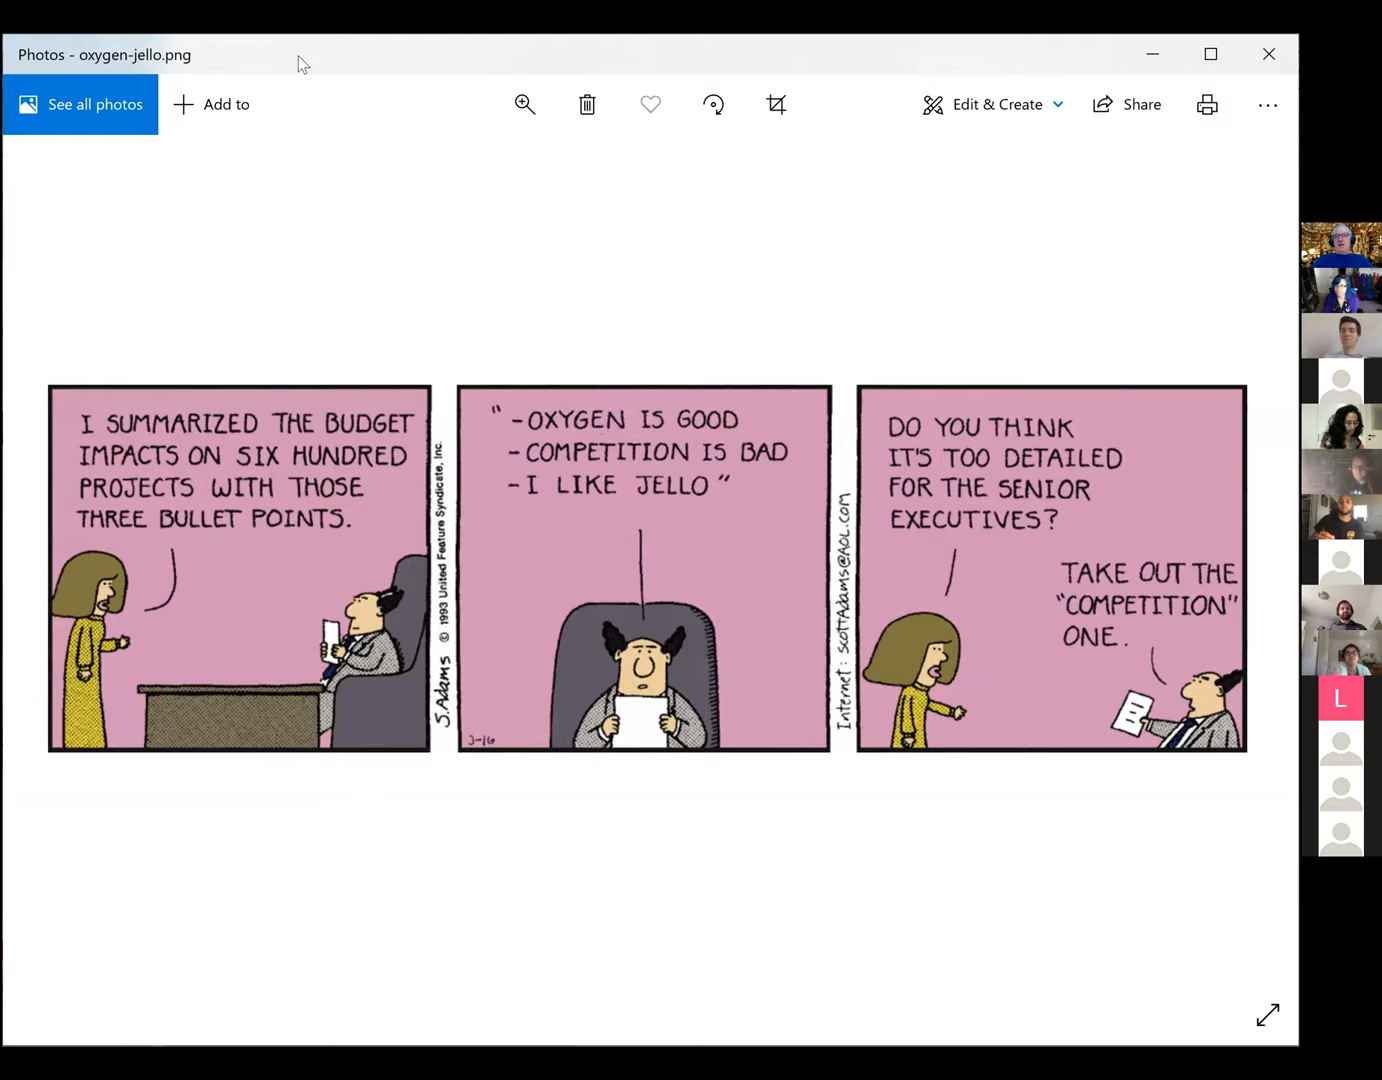 Photos - oxygen-jello.png
See all photos
Add to
Edit & Create
Share
I SUMMARIZED THE BUDGET
IMPACTS ON SIX HUNDRED
PROJECTS WITH THOSE
THREE BULLET POINTS.
S.Adams © 1993 United Feature Syndicate, Inc.
" - OXYGEN IS GOOD
- COMPETITION IS BAD
- I LIKE JELLO "
3-16
Internet: scottAdams@AOL.COM
DO YOU THINK
IT'S TOO DETAILED
FOR THE SENIOR
EXECUTIVES?
TAKE OUT THE
"COMPETITION"
ONE.
L